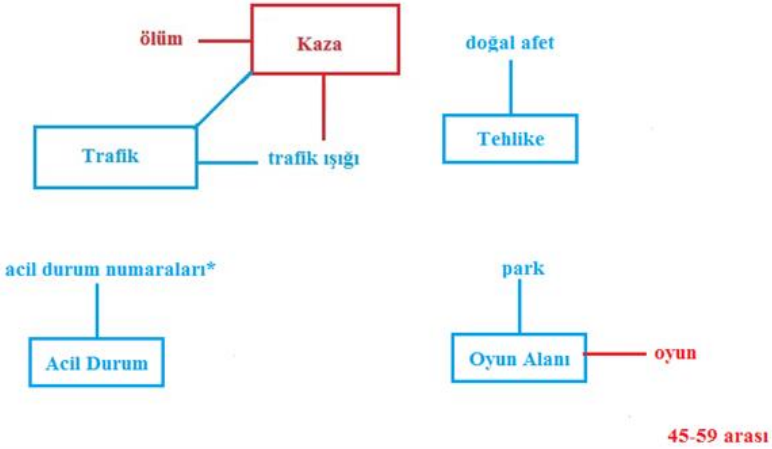 ölüm
Kaza
doğal afet
Trafik
trafik ışığı
Tehlike
acil durum numaraları*
park
Acil Durum
Oyun Alanı
oyun
45-59 arası